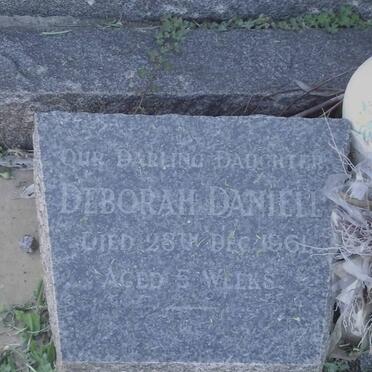 OUR DARLING DAUGHTER
DEBORAH DANIELL
DIED 28TH DEC. 1961
AGED 5 WEEKS